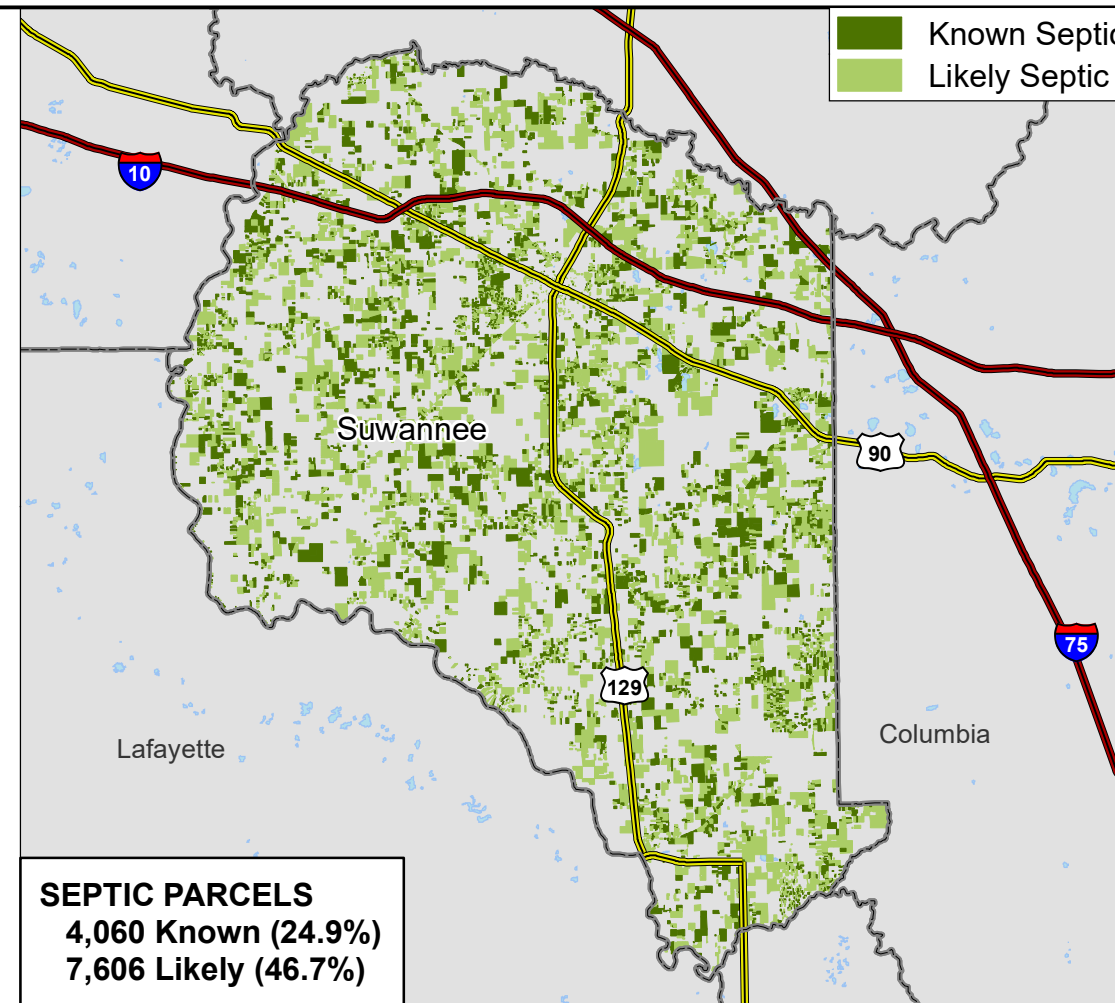 Known Septic
Likely Septic
10
Suwannee
90
75
129
Lafayette
Columbia
SEPTIC PARCELS
4,060 Known (24.9%)
7,606 Likely (46.7%)